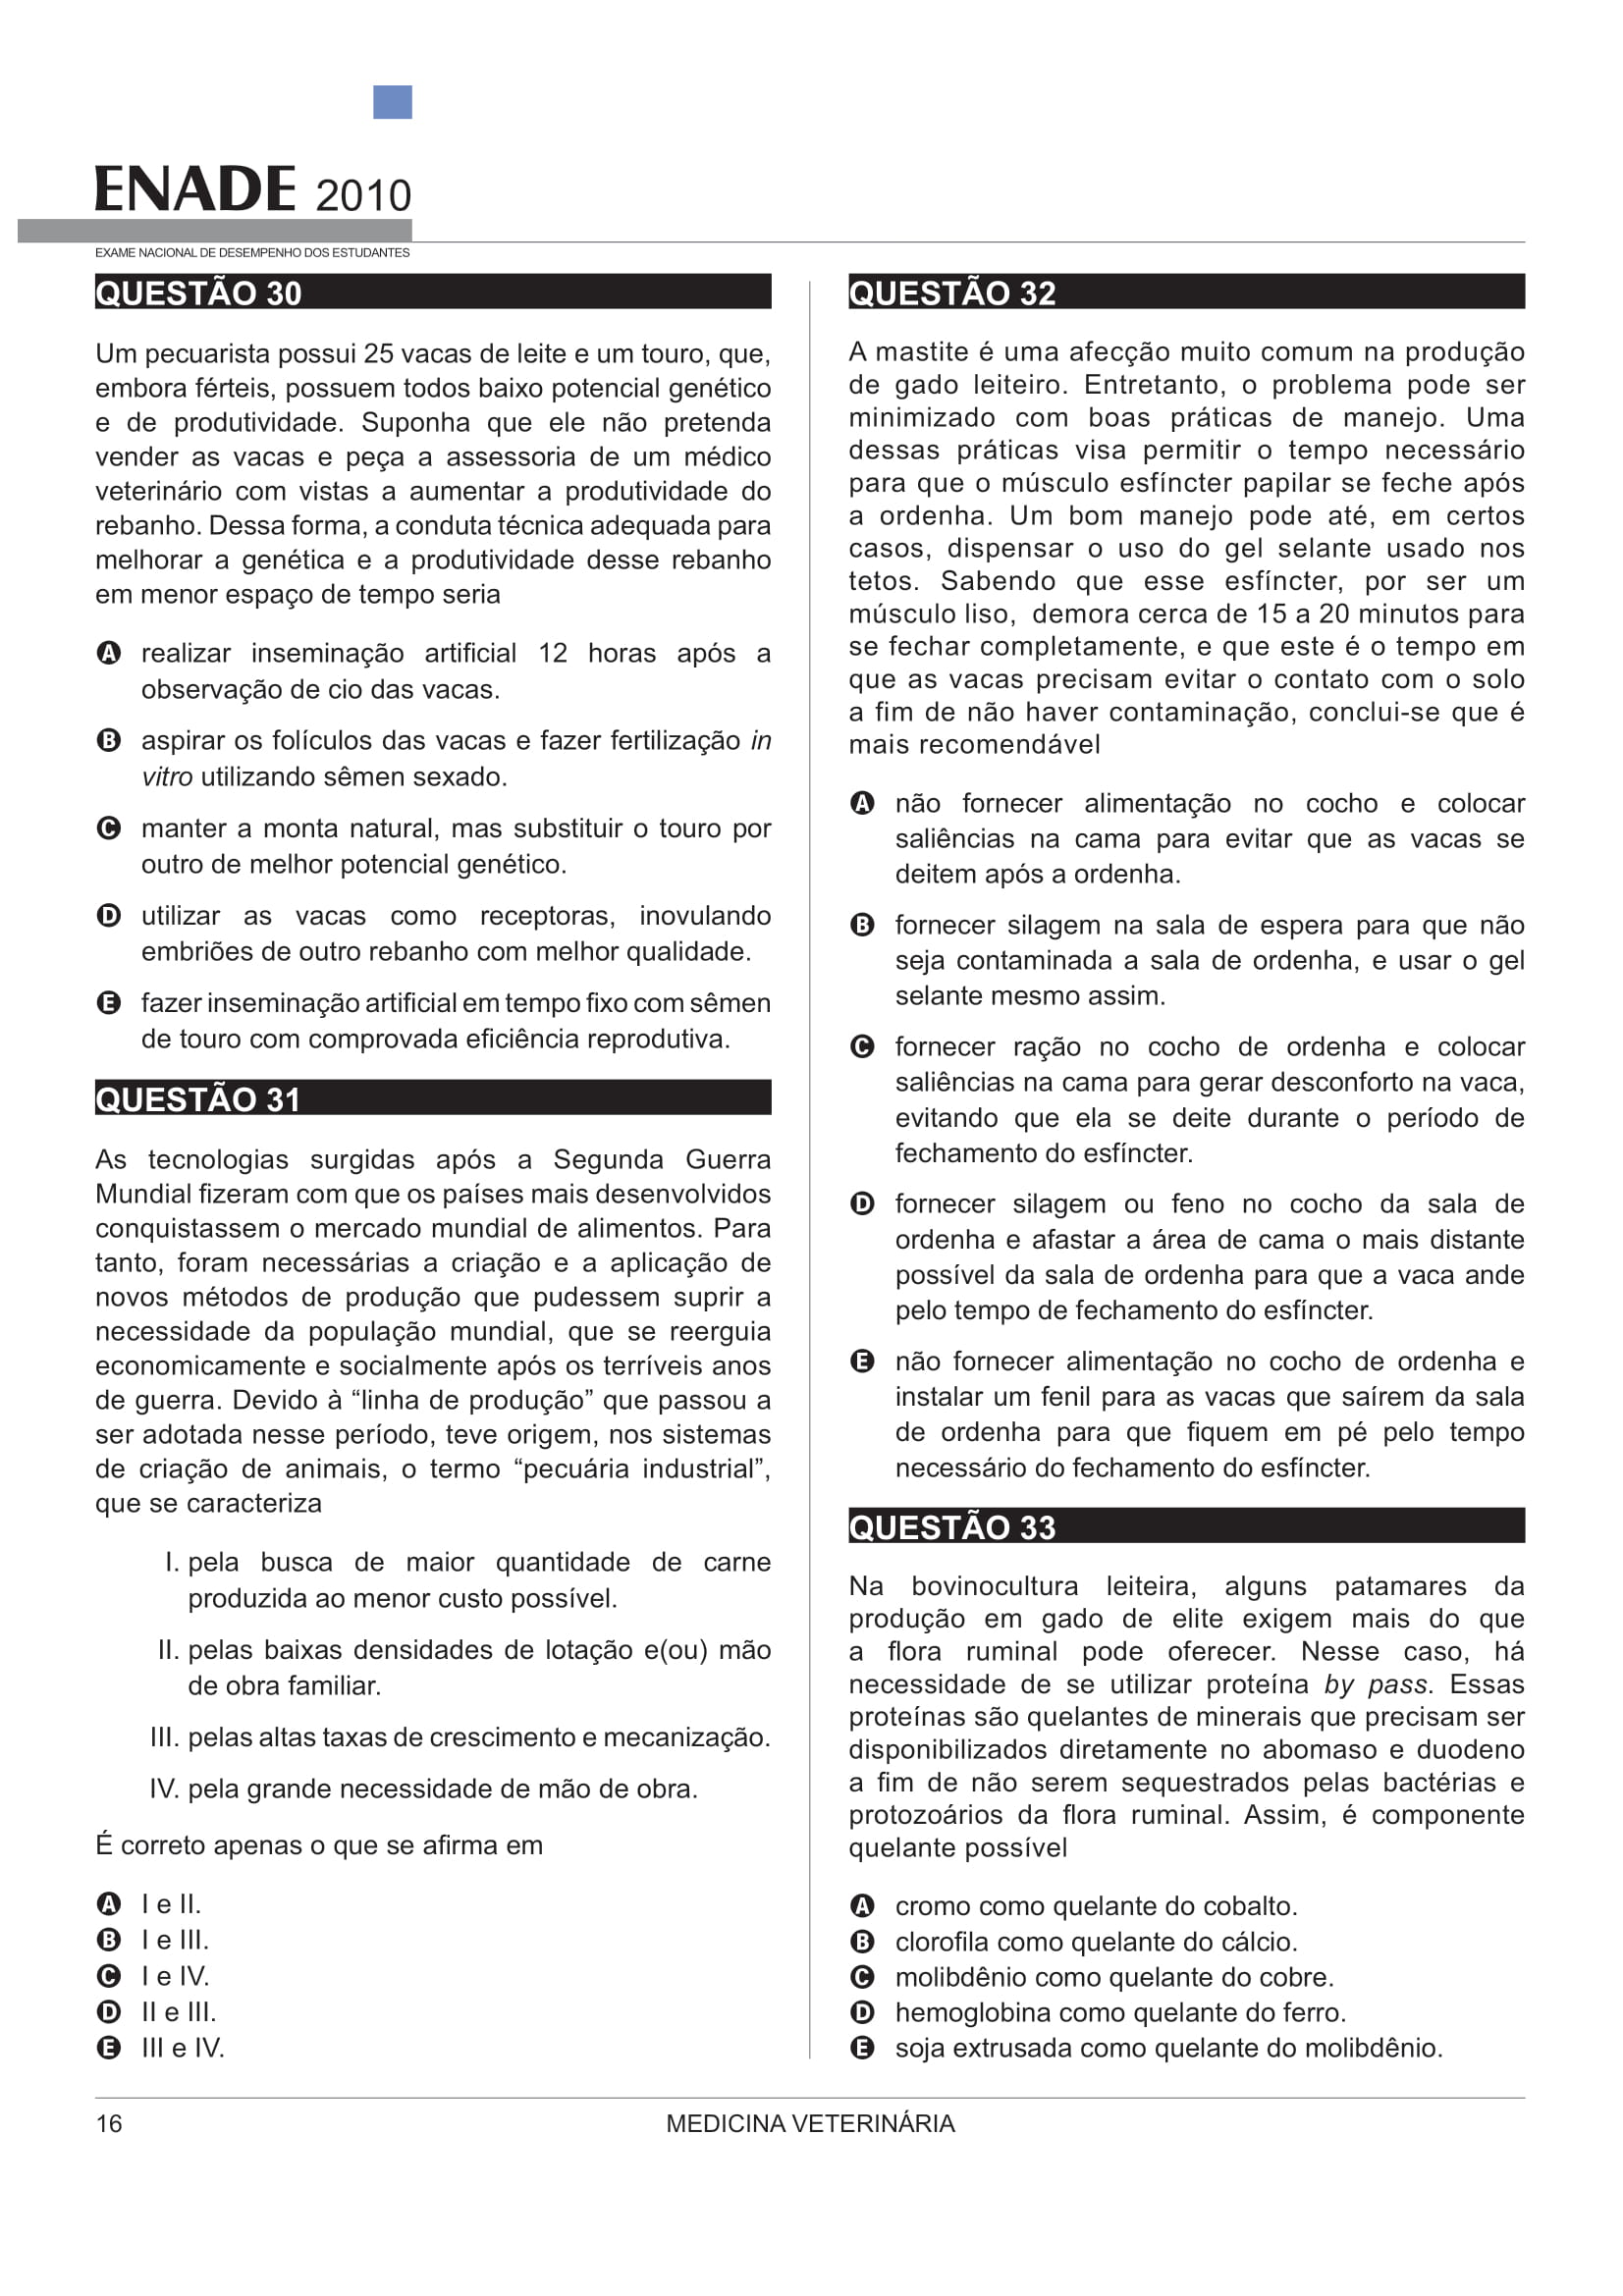 ENADE 2010
EXAME NACIONAL DE DESEMPENHO DOS ESTUDANTES
QUESTÃO 30
Um pecuarista possui 25 vacas de leite e um touro, que,
embora férteis, possuem todos baixo potencial genético
e de produtividade. Suponha que ele não pretenda
vender as vacas e peça a assessoria de um médico
veterinário com vistas a aumentar a produtividade do
rebanho. Dessa forma, a conduta técnica adequada para
melhorar a genética e a produtividade desse rebanho
em menor espaço de tempo seria
A realizar inseminação artificial 12 horas após a
observação de cio das vacas.
B aspirar os folículos das vacas e fazer fertilização in
vitro utilizando sêmen sexado.
C manter a monta natural, mas substituir o touro por
outro de melhor potencial genético.
D utilizar as vacas como receptoras, inovulando
embriões de outro rebanho com melhor qualidade.
E fazer inseminação artificial em tempo fixo com sêmen
de touro com comprovada eficiência reprodutiva.
QUESTÃO 31
As tecnologias surgidas após a Segunda Guerra
Mundial fizeram com que os países mais desenvolvidos
conquistassem o mercado mundial de alimentos. Para
tanto, foram necessárias a criação e a aplicação de
novos métodos de produção que pudessem suprir a
necessidade da população mundial, que se reerguia
economicamente e socialmente após os terríveis anos
de guerra. Devido à “linha de produção” que passou a
ser adotada nesse período, teve origem, nos sistemas
de criação de animais, o termo “pecuária industrial”,
que se caracteriza
I. pela busca de maior quantidade de carne
produzida ao menor custo possível.
II. pelas baixas densidades de lotação e(ou) mão
de obra familiar.
III. pelas altas taxas de crescimento e mecanização.
IV. pela grande necessidade de mão de obra.
É correto apenas o que se afirma em
A I e II.
B I e III.
C I e IV.
D II e III.
E III e IV.
QUESTÃO 32
A mastite é uma afecção muito comum na produção
de gado leiteiro. Entretanto, o problema pode ser
minimizado com boas práticas de manejo. Uma
dessas práticas visa permitir o tempo necessário
para que o músculo esfíncter papilar se feche após
a ordenha. Um bom manejo pode até, em certos
casos, dispensar o uso do gel selante usado nos
tetos. Sabendo que esse esfíncter, por ser um
músculo liso, demora cerca de 15 a 20 minutos para
se fechar completamente, e que este é o tempo em
que as vacas precisam evitar o contato com o solo
a fim de não haver contaminação, conclui-se que é
mais recomendável
A não fornecer alimentação no cocho e colocar
saliências na cama para evitar que as vacas se
deitem após a ordenha.
B fornecer silagem na sala de espera para que não
seja contaminada a sala de ordenha, e usar o gel
selante mesmo assim.
C fornecer ração no cocho de ordenha e colocar
saliências na cama para gerar desconforto na vaca,
evitando que ela se deite durante o período de
fechamento do esfíncter.
D fornecer silagem ou feno no cocho da sala de
ordenha e afastar a área de cama o mais distante
possível da sala de ordenha para que a vaca ande
pelo tempo de fechamento do esfíncter.
E não fornecer alimentação no cocho de ordenha e
instalar um fenil para as vacas que saírem da sala
de ordenha para que fiquem em pé pelo tempo
necessário do fechamento do esfíncter.
QUESTÃO 33
Na bovinocultura leiteira, alguns patamares da
produção em gado de elite exigem mais do que
a flora ruminal pode oferecer. Nesse caso, há
necessidade de se utilizar proteína by pass. Essas
proteínas são quelantes de minerais que precisam ser
disponibilizados diretamente no abomaso e duodeno
a fim de não serem sequestrados pelas bactérias e
protozoários da flora ruminal. Assim, é componente
quelante possível
A cromo como quelante do cobalto.
B clorofila como quelante do cálcio.
C molibdênio como quelante do cobre.
D hemoglobina como quelante do ferro.
E soja extrusada como quelante do molibdênio.
16
MEDICINA VETERINÁRIA